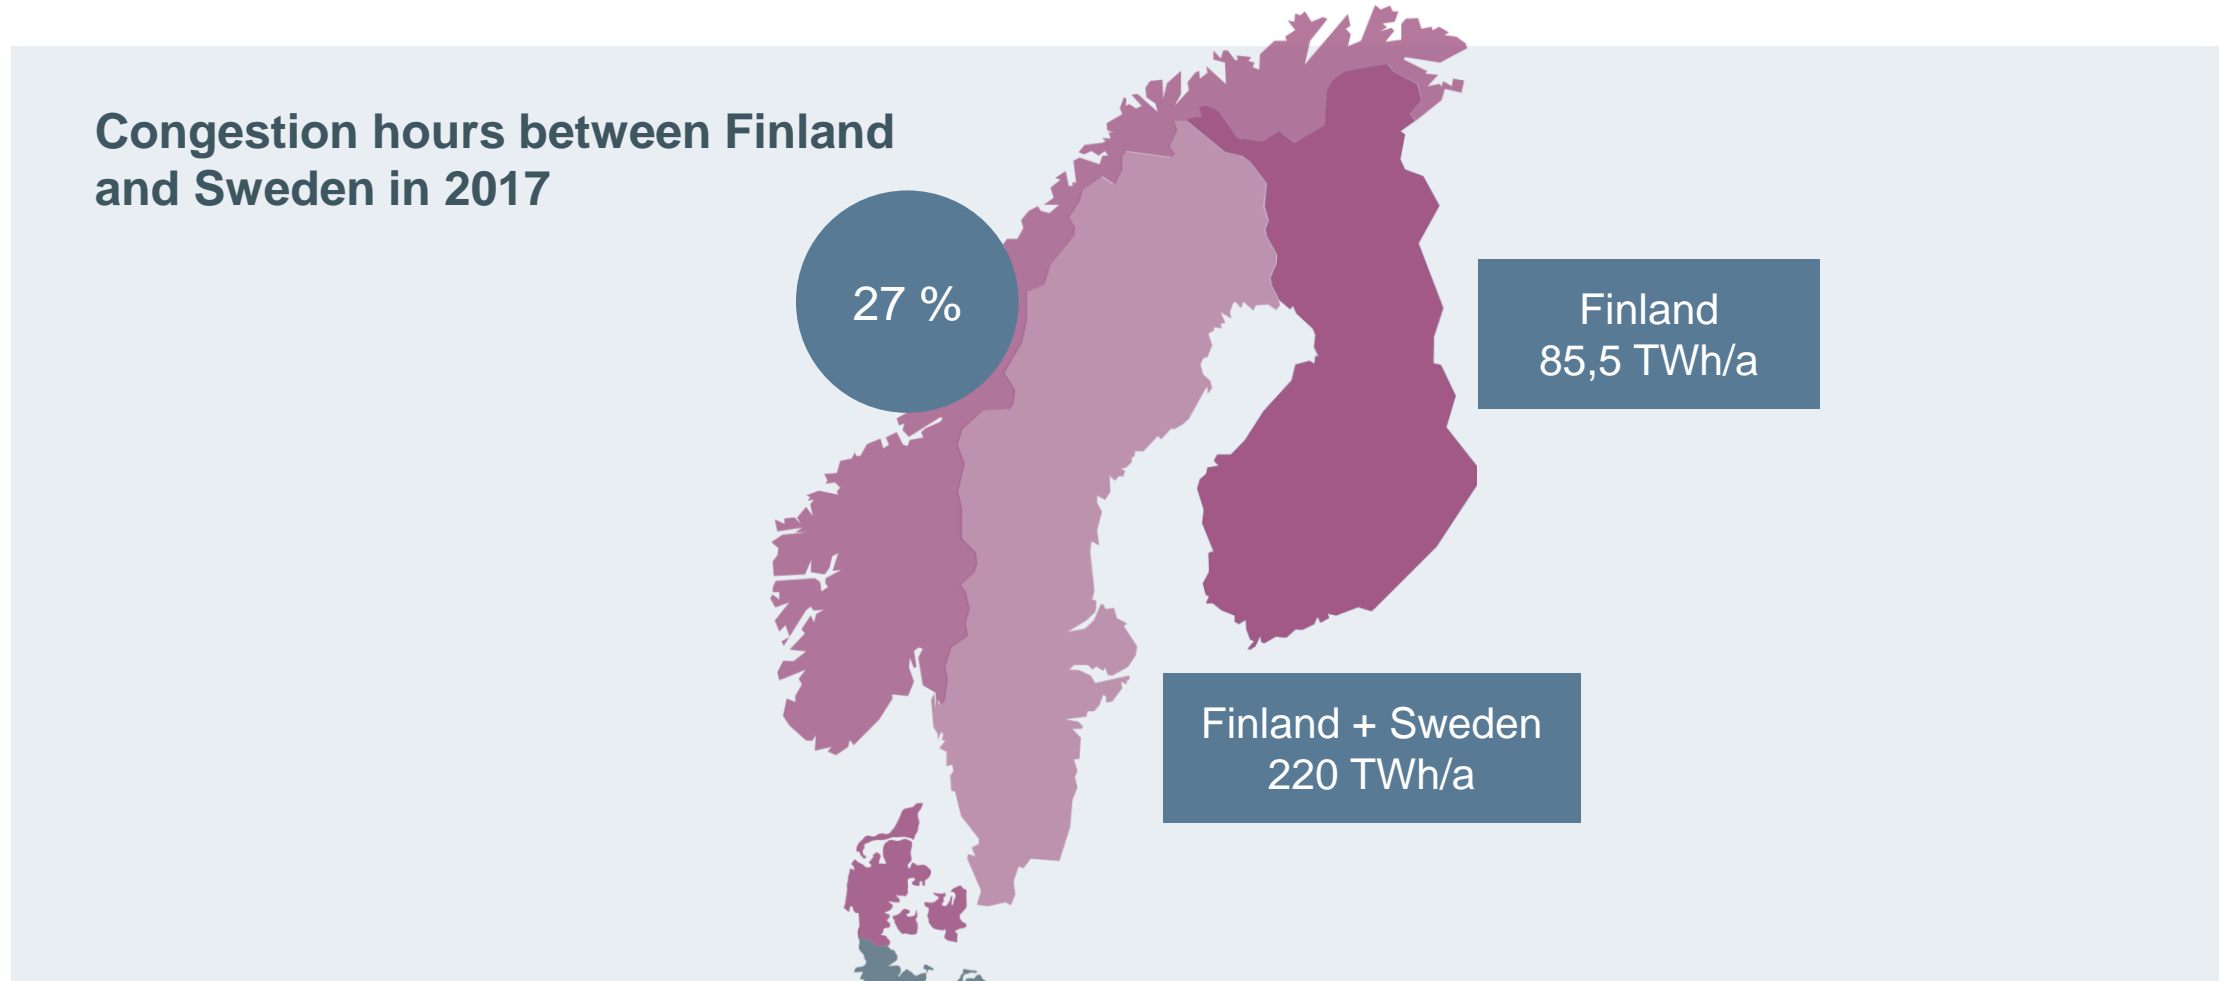 Congestion hours between Finland
and Sweden in 2017
27 %
Finland
85,5 TWh/a
Finland + Sweden
220 TWh/a